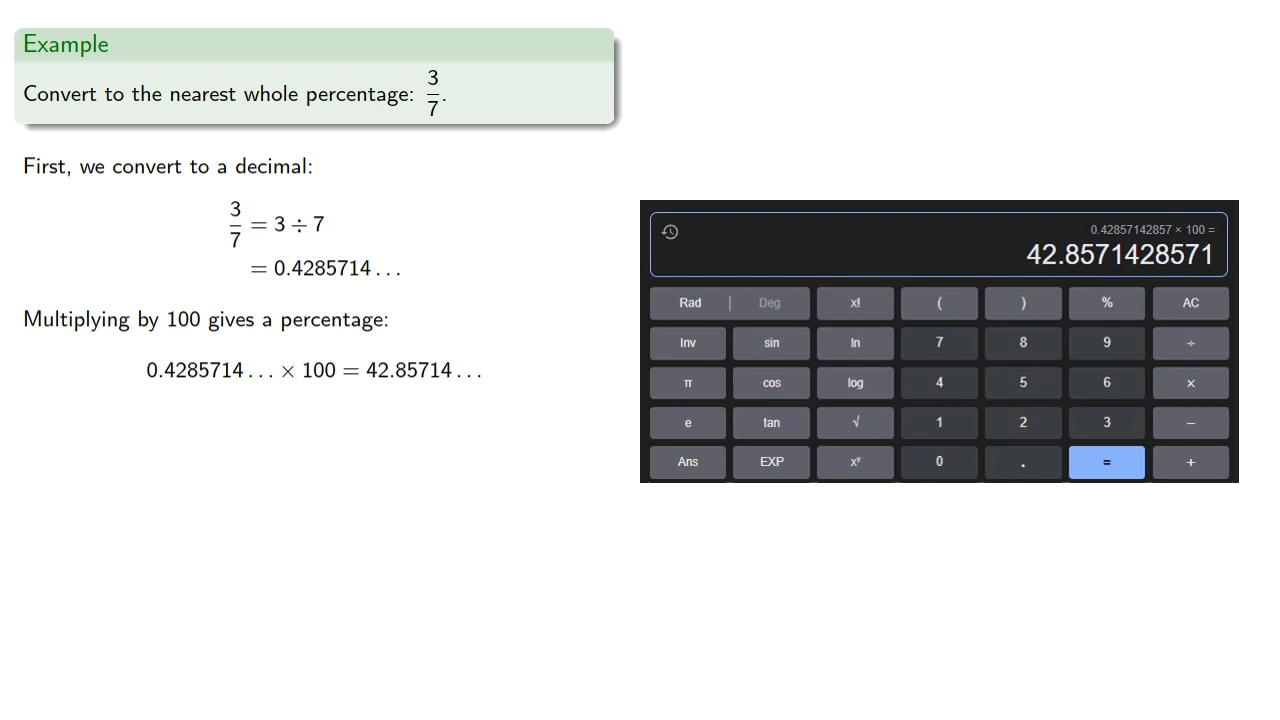 Example
Convert to the nearest whole percentage: 3/7.
First, we convert to a decimal:
3/7 = 3 ÷ 7
= 0.4285714...
Multiplying by 100 gives a percentage:
0.4285714... × 100 = 42.85714...
0.42857142857 × 100 =
42.8571428571
Rad | Deg x! ( ) % AC
Inv sin ln 7 8 9 ÷
π cos log 4 5 6 ×
e tan √ 1 2 3 −
Ans EXP xʸ 0 . = +